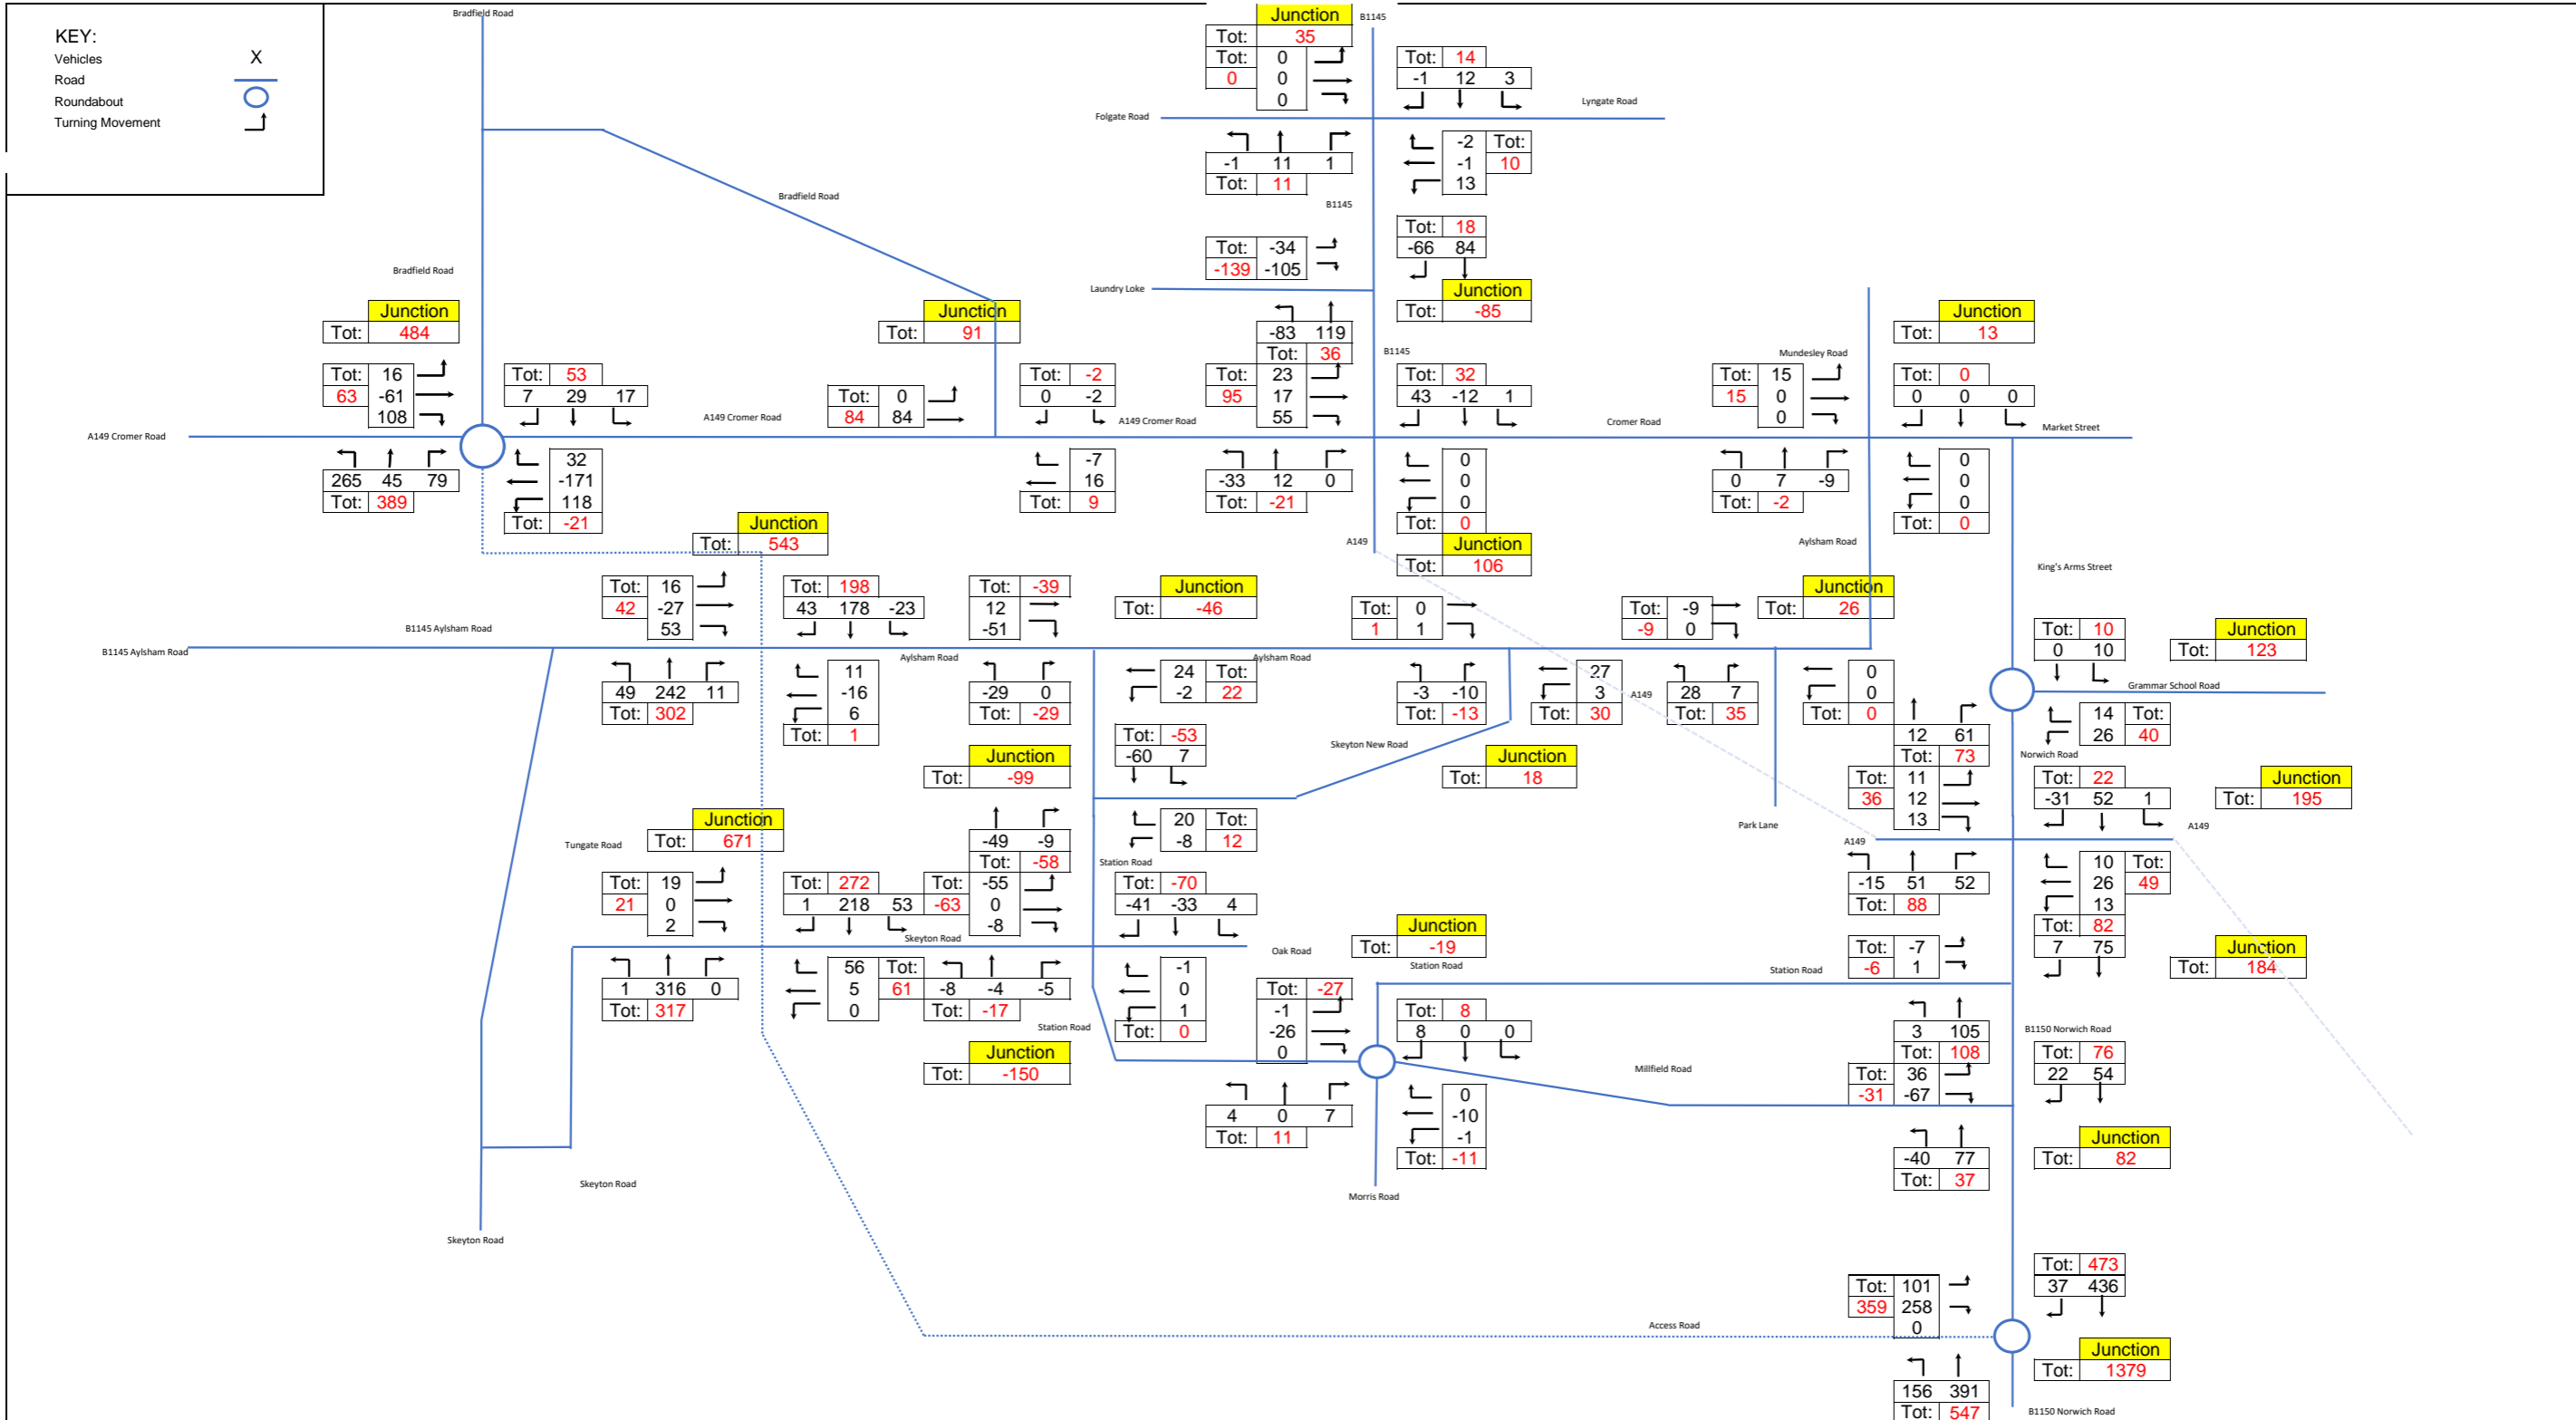 KEY:
Vehicles X
Road
Roundabout
Turning Movement
Bradfield Road
Junction
B1145
Tot: 35
Tot: 0
0 0
0
Tot: 14
-1 12 3
Folgate Road
Lyngate Road
-1 11 1
Tot: 11
-2 Tot:
-1 10
13
Bradfield Road
B1145
Tot: 18
-66 84
Tot: -34
-139 -105
Bradfield Road
Laundry Loke
Junction
Tot: -85
Junction
Tot: 484
Junction
Tot: 91
-83 119
Tot: 36
B1145
Junction
Tot: 13
Mundesley Road
Tot: 16
63 -61
108
Tot: 53
7 29 17
A149 Cromer Road
Tot: 0
84 84
Tot: -2
0 -2
A149 Cromer Road
Tot: 23
95 17
55
Tot: 32
43 -12 1
Cromer Road
Tot: 15
15 0
0
Tot: 0
0 0 0
Market Street
A149 Cromer Road
265 45 79
Tot: 389
32
-171
118
Tot: -21
-7
16
Tot: 9
-33 12 0
Tot: -21
0
0
0
Tot: 0
0 7 -9
Tot: -2
0
0
0
Tot: 0
Junction
Tot: 543
A149
Junction
Tot: 106
Aylsham Road
King's Arms Street
Tot: 16
42 -27
53
Tot: 198
43 178 -23
Tot: -39
12
-51
Junction
Tot: -46
Tot: 0
1 1
Tot: -9
-9 0
Junction
Tot: 26
Tot: 10
0 10
Junction
Tot: 123
B1145 Aylsham Road
B1145 Aylsham Road
Aylsham Road
Aylsham Road
49 242 11
Tot: 302
11
-16
6
Tot: 1
-29 0
Tot: -29
24 Tot:
-2 22
-3 -10
Tot: -13
27
3
Tot: 30
A149
28 7
Tot: 35
0
0
Tot: 0
Grammar School Road
14 Tot:
26 40
12 61
Tot: 73
Norwich Road
Junction
Tot: -99
Tot: -53
-60 7
Skeyton New Road
Junction
Tot: 18
Tot: 11
36 12
13
Tot: 22
-31 52 1
Junction
Tot: 195
Park Lane
A149
A149
Tungate Road
Junction
Tot: 671
-49 -9
Tot: -58
20 Tot:
-8 12
Station Road
Tot: 19
21 0
2
Tot: 272
1 218 53
Tot: -55
-63 0
-8
Tot: -70
-41 -33 4
-15 51 52
Tot: 88
10 Tot:
26 49
13
Skeyton Road
Oak Road
Junction
Tot: -19
Station Road
Station Road
Tot: -7
-6 1
Tot: 82
7 75
Junction
Tot: 184
1 316 0
Tot: 317
56 Tot:
5 61
0
-8 -4 -5
Tot: -17
Station Road
-1
0
1
Tot: 0
Tot: -27
-1
-26
0
Tot: 8
8 0 0
3 105
Tot: 108
B1150 Norwich Road
Junction
Tot: -150
Millfield Road
Tot: 36
-31 -67
Tot: 76
22 54
4 0 7
Tot: 11
0
-10
-1
Tot: -11
-40 77
Tot: 37
Junction
Tot: 82
Skeyton Road
Morris Road
Skeyton Road
Tot: 101
359 258
0
Tot: 473
37 436
Access Road
Junction
Tot: 1379
156 391
Tot: 547
B1150 Norwich Road